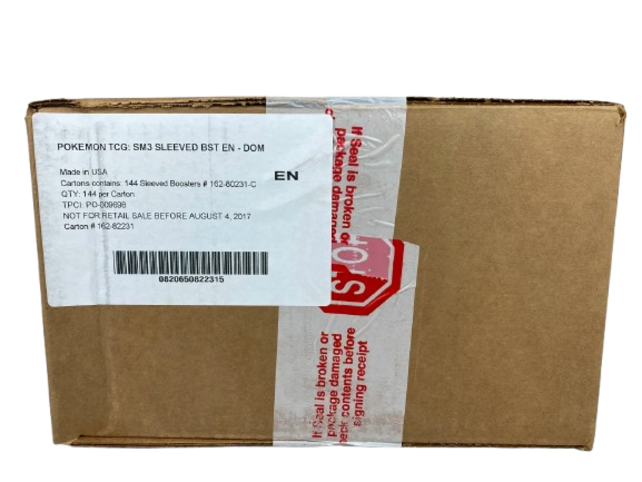 POKEMON TCG: SM3 SLEEVED BST EN - DOM
EN
Made in USA
Cartons contains: 144 Sleeved Boosters # 162-80231-C
QTY: 144 per Carton
TPCI: PO-009698
NOT FOR RETAIL SALE BEFORE AUGUST 4, 2017
Carton # 162-82231
0820650822315
If Seal is broken or
package damaged
STOP
If Seal is broken or
package damaged
check contents before
signing receipt